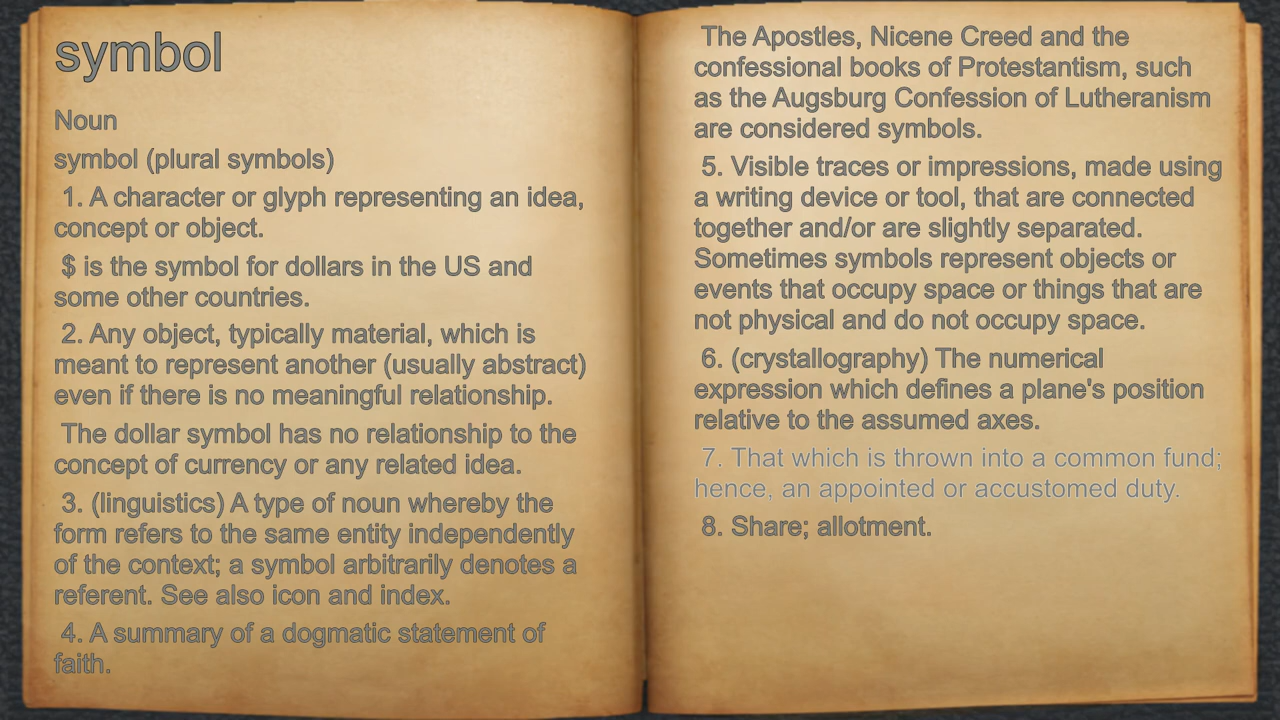 symbol
Noun
symbol (plural symbols)
1. A character or glyph representing an idea,
concept or object.
$ is the symbol for dollars in the US and
some other countries.
2. Any object, typically material, which is
meant to represent another (usually abstract)
even if there is no meaningful relationship.
The dollar symbol has no relationship to the
concept of currency or any related idea.
3. (linguistics) A type of noun whereby the
form refers to the same entity independently
of the context; a symbol arbitrarily denotes a
referent. See also icon and index.
4. A summary of a dogmatic statement of
faith.
The Apostles, Nicene Creed and the
confessional books of Protestantism, such
as the Augsburg Confession of Lutheranism
are considered symbols.
5. Visible traces or impressions, made using
a writing device or tool, that are connected
together and/or are slightly separated.
Sometimes symbols represent objects or
events that occupy space or things that are
not physical and do not occupy space.
6. (crystallography) The numerical
expression which defines a plane's position
relative to the assumed axes.
7. That which is thrown into a common fund;
hence, an appointed or accustomed duty.
8. Share; allotment.